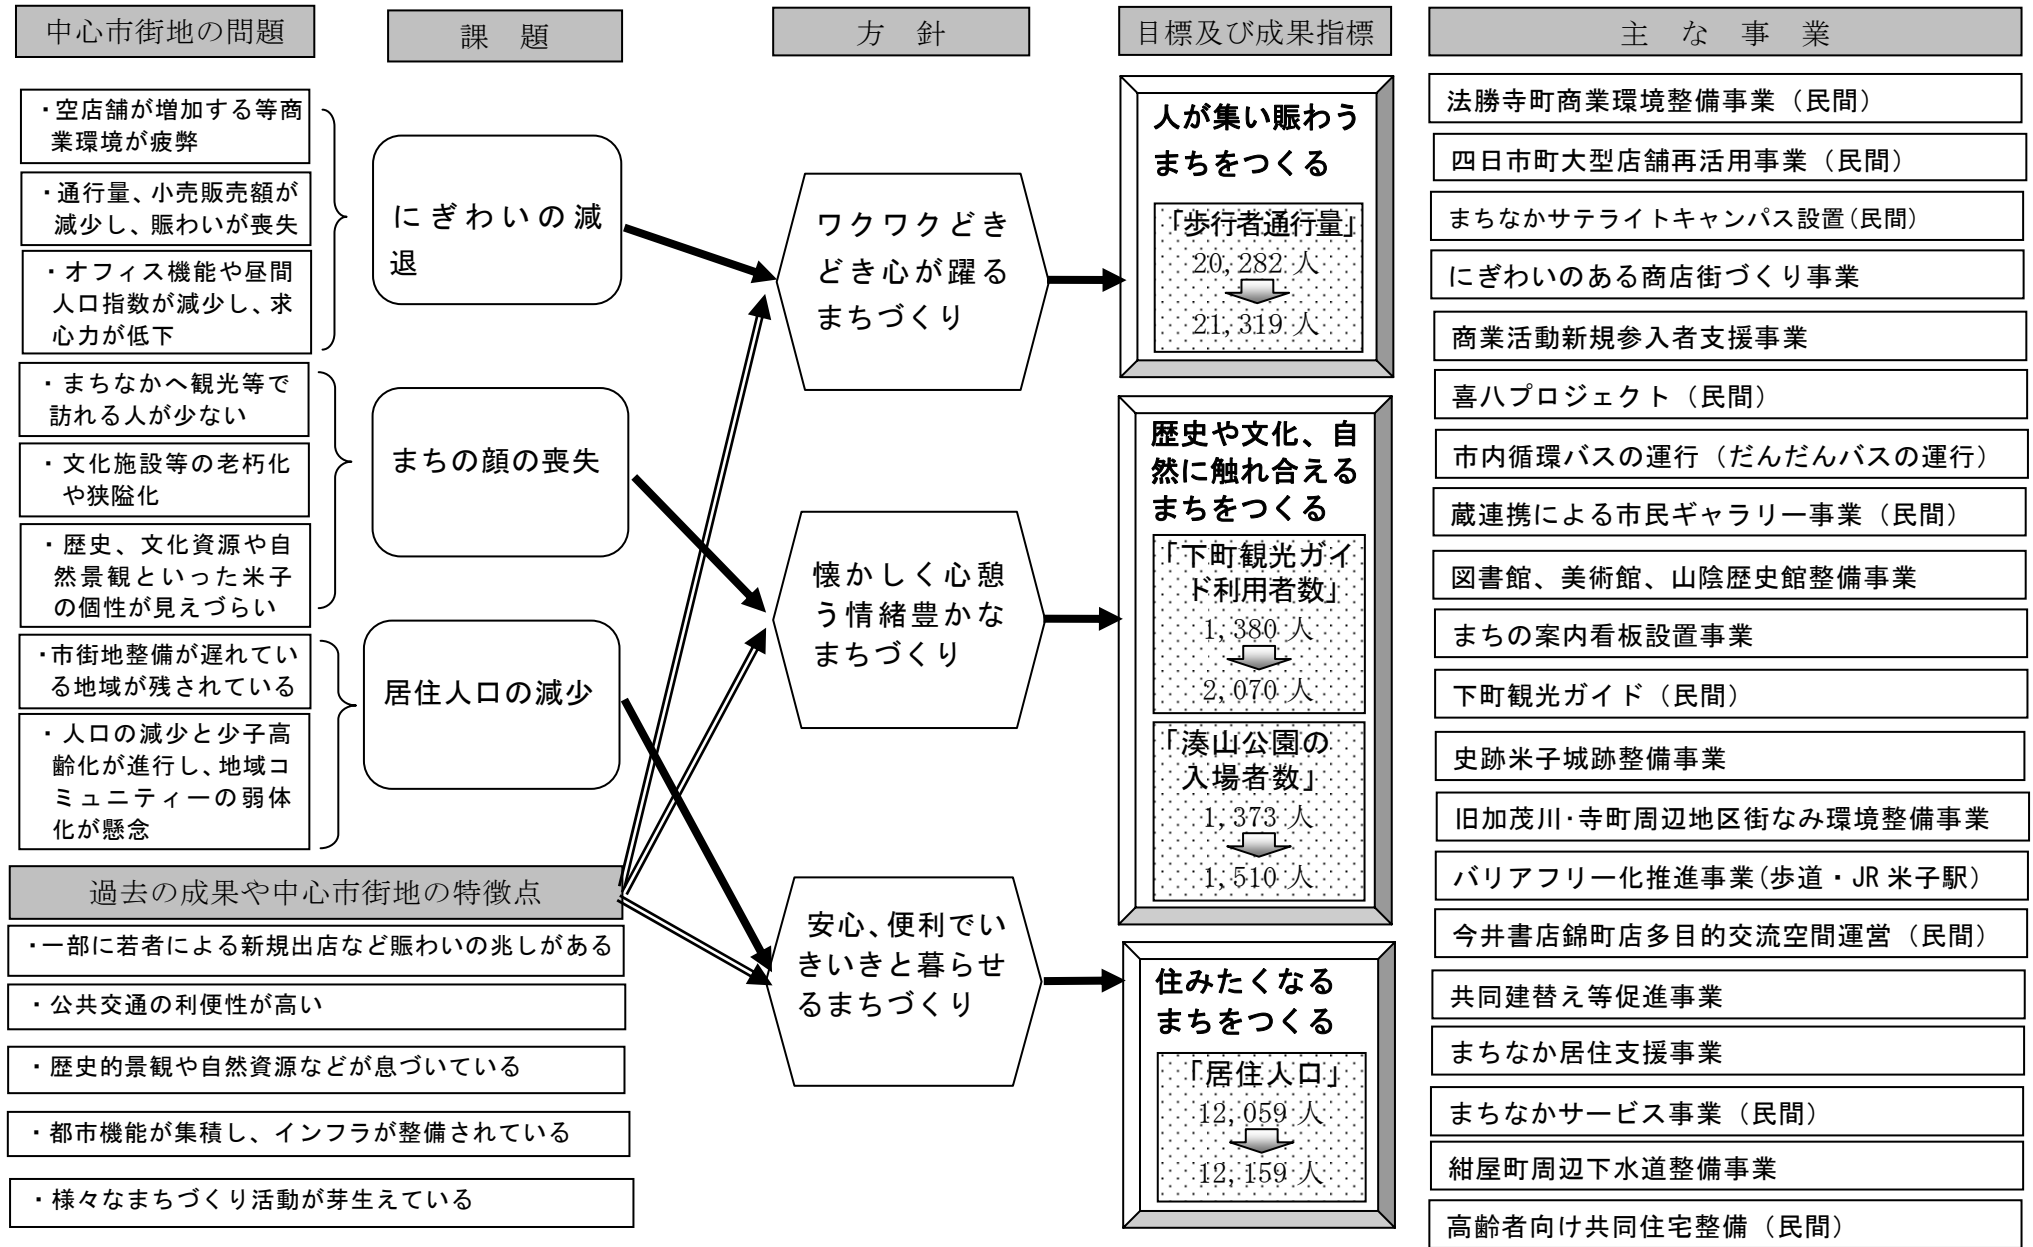 中心市街地の問題
・空店舗が増加する等商
業環境が疲弊
・通行量、小売販売額が
減少し、賑わいが喪失
・オフィス機能や昼間
人口指数が減少し、求
心力が低下
・まちなかへ観光等で
訪れる人が少ない
・文化施設等の老朽化
や狭隘化
・歴史、文化資源や自
然景観といった米子
の個性が見えづらい
・市街地整備が遅れてい
る地域が残されている
・人口の減少と少子高
齢化が進行し、地域コ
ミュニティーの弱体
化が懸念
過去の成果や中心市街地の特徴点
・一部に若者による新規出店など賑わいの兆しがある
・公共交通の利便性が高い
・歴史的景観や自然資源などが息づいている
・都市機能が集積し、インフラが整備されている
・様々なまちづくり活動が芽生えている
課　題
にぎわいの減
退
まちの顔の喪失
居住人口の減少
方　針
ワクワクどき
どき心が躍る
まちづくり
懐かしく心憩
う情緒豊かな
まちづくり
安心、便利でい
きいきと暮らせ
るまちづくり
目標及び成果指標
人が集い賑わう
まちをつくる
「歩行者通行量」
20,282 人
21,319 人
歴史や文化、自
然に触れ合える
まちをつくる
「下町観光ガイ
ド利用者数」
1,380 人
2,070 人
「湊山公園の
入場者数」
1,373 人
1,510 人
住みたくなる
まちをつくる
「居住人口」
12,059 人
12,159 人
主　な　事　業
法勝寺町商業環境整備事業（民間）
四日市町大型店舗再活用事業（民間）
まちなかサテライトキャンパス設置(民間)
にぎわいのある商店街づくり事業
商業活動新規参入者支援事業
喜八プロジェクト（民間）
市内循環バスの運行（だんだんバスの運行）
蔵連携による市民ギャラリー事業（民間）
図書館、美術館、山陰歴史館整備事業
まちの案内看板設置事業
下町観光ガイド（民間）
史跡米子城跡整備事業
旧加茂川・寺町周辺地区街なみ環境整備事業
バリアフリー化推進事業(歩道・JR 米子駅)
今井書店錦町店多目的交流空間運営（民間）
共同建替え等促進事業
まちなか居住支援事業
まちなかサービス事業（民間）
紺屋町周辺下水道整備事業
高齢者向け共同住宅整備（民間）